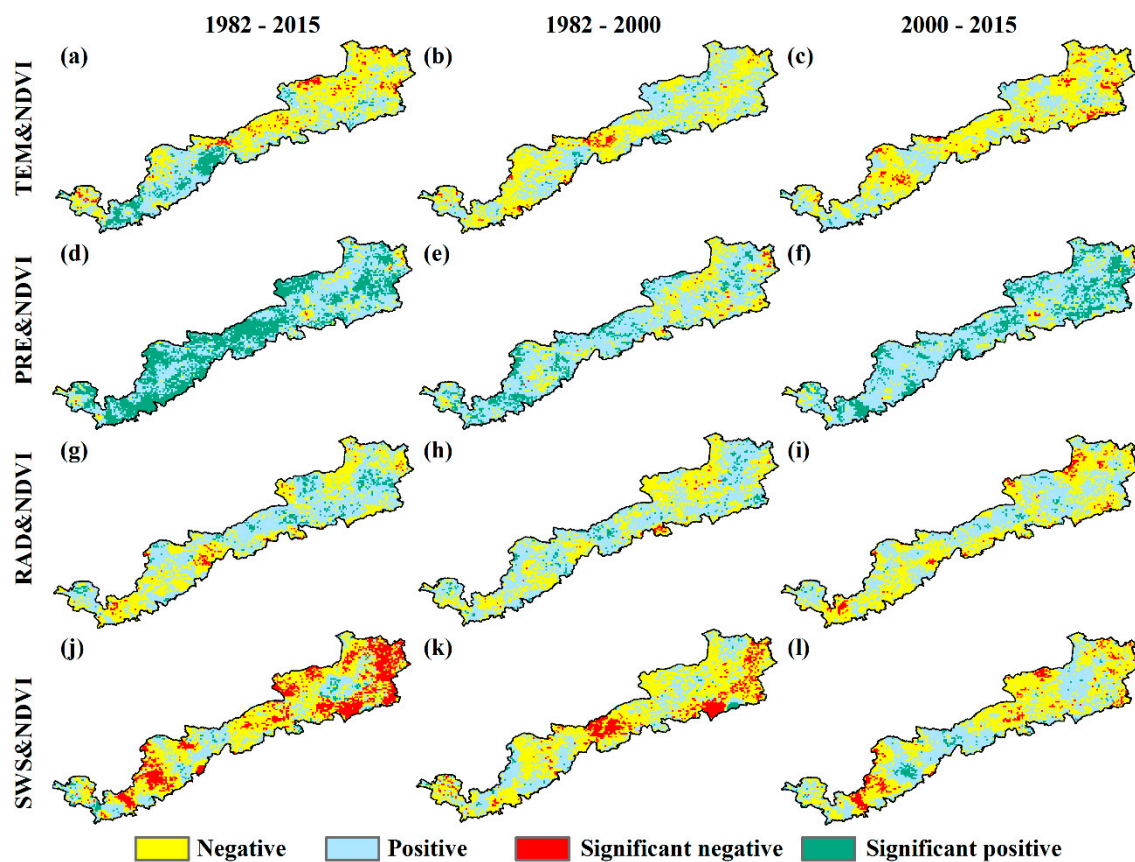 1982 - 2015 1982 - 2000 2000 - 2015
TEM&NDVI (a) (b) (c)
PRE&NDVI (d) (e) (f)
RAD&NDVI (g) (h) (i)
SWS&NDVI (j) (k) (l)
Negative Positive Significant negative Significant positive